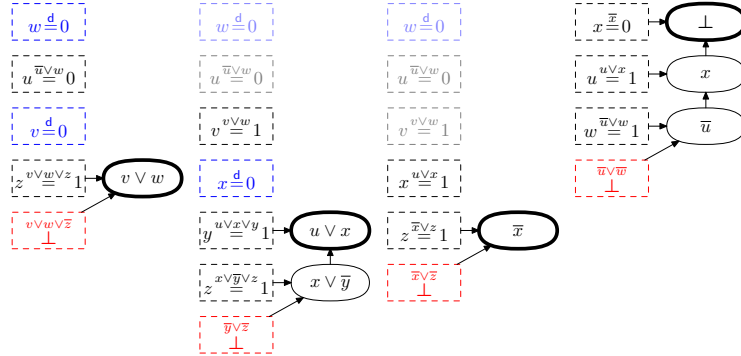 w =ᵈ 0
u =^{u̅∨w} 0
v =ᵈ 0
z =^{v∨w∨z} 1
v ∨ w
v∨w∨z̅
⊥
w =ᵈ 0
u =^{u̅∨w} 0
v =^{v∨w} 1
x =ᵈ 0
y =^{u∨x∨y} 1
u ∨ x
z =^{x∨y̅∨z} 1
x ∨ y̅
y̅∨z̅
⊥
w =ᵈ 0
u =^{u̅∨w} 0
v =^{v∨w} 1
x =^{u∨x} 1
z =^{x̅∨z} 1
x̅
x̅∨z̅
⊥
x =^{x̅} 0
⊥
u =^{u∨x} 1
x
w =^{u̅∨w} 1
u̅
u̅∨w̅
⊥